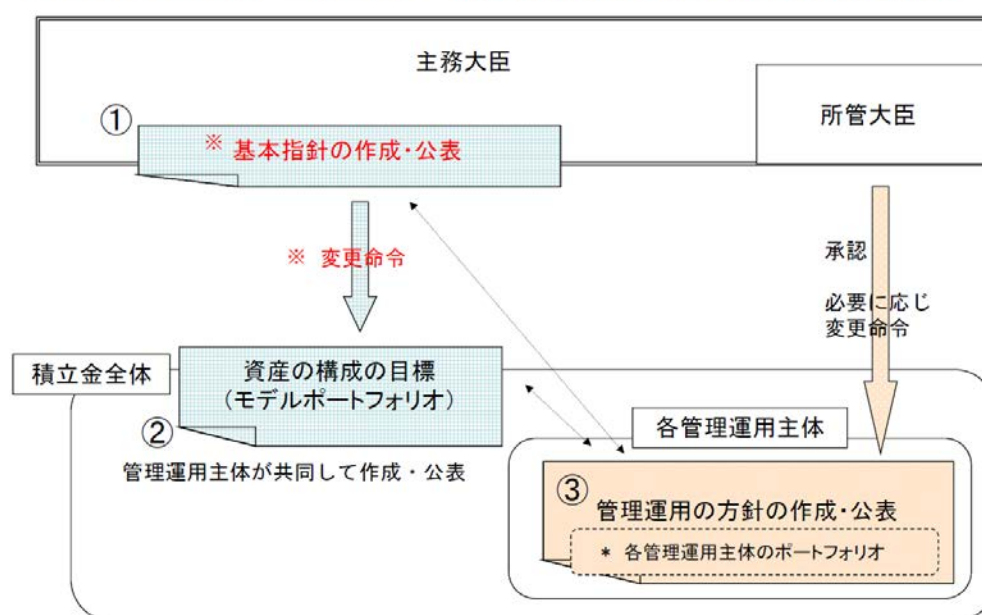 主務大臣
所管大臣
①
※ 基本指針の作成・公表
※ 変更命令
承認
必要に応じ
変更命令
積立金全体
資産の構成の目標
(モデルポートフォリオ)
②
管理運用主体が共同して作成・公表
各管理運用主体
③
管理運用の方針の作成・公表
* 各管理運用主体のポートフォリオ